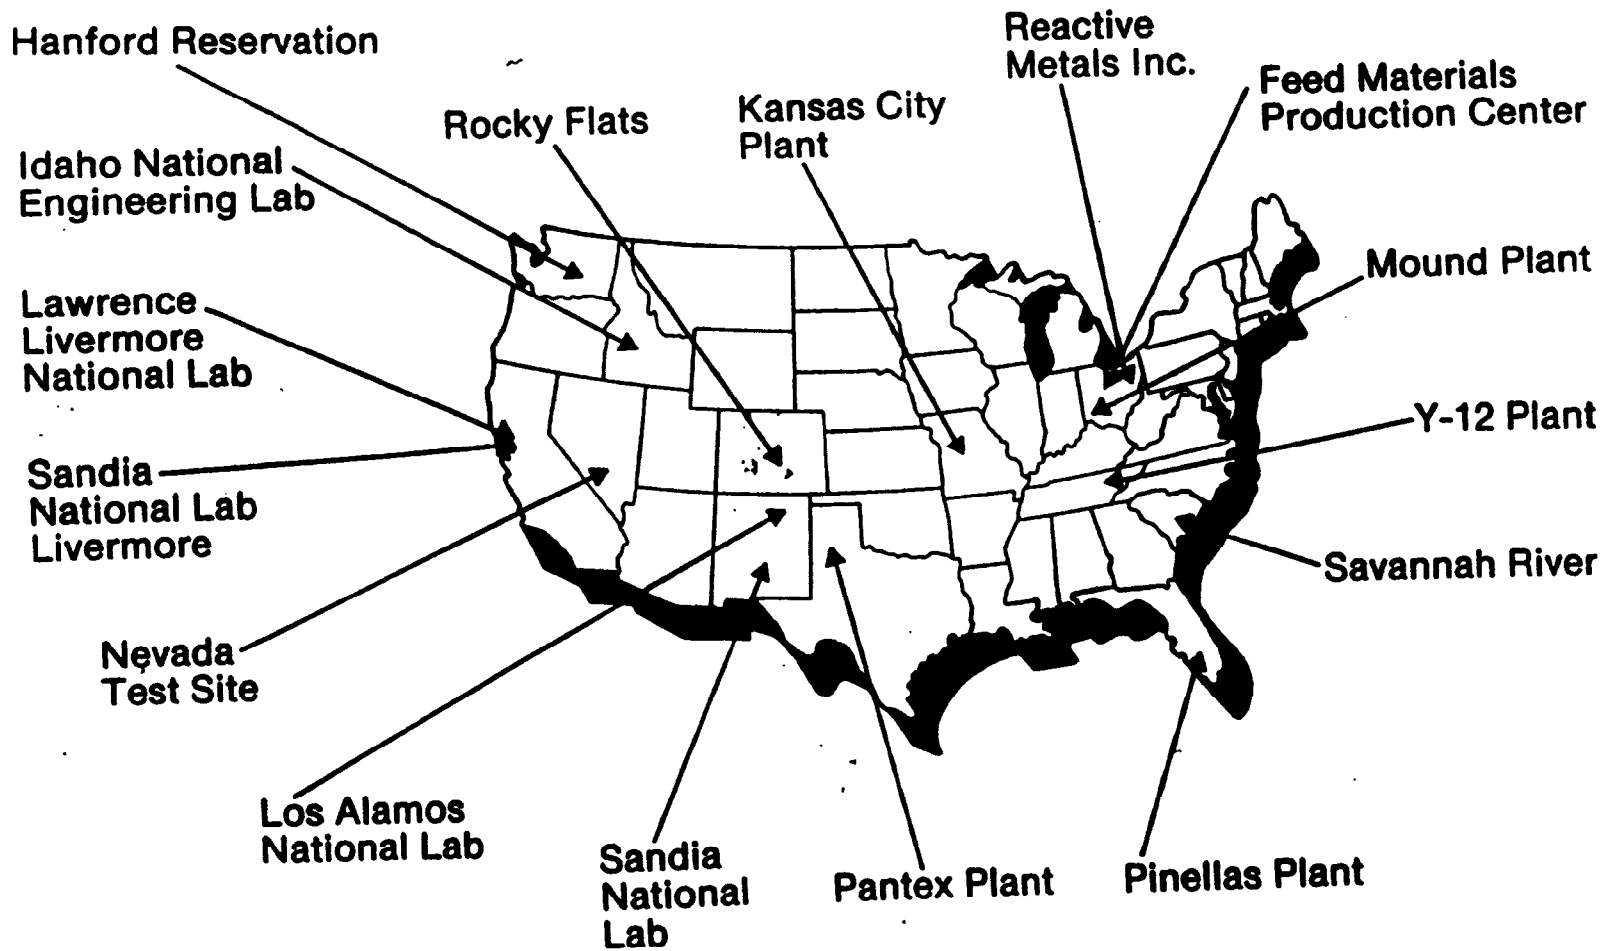 Hanford Reservation
Reactive
Metals Inc.
Feed Materials
Production Center
Rocky Flats
Kansas City
Plant
Idaho National
Engineering Lab
Mound Plant
Lawrence
Livermore
National Lab
Y-12 Plant
Sandia
National Lab
Livermore
Savannah River
Nevada
Test Site
Los Alamos
National Lab
Sandia
National
Lab
Pantex Plant
Pinellas Plant